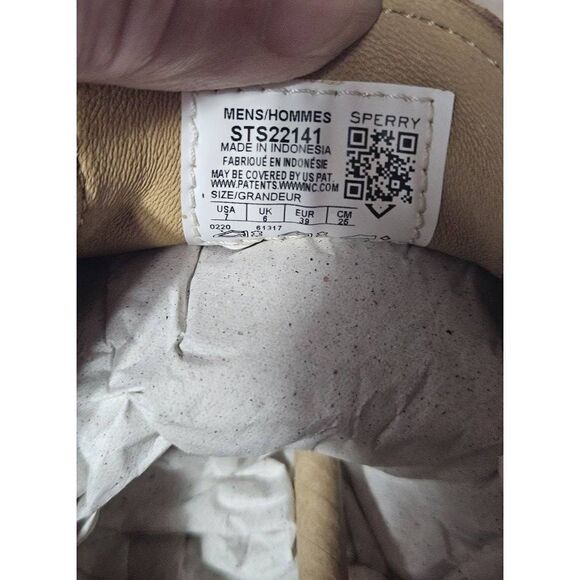 MENS/HOMMES SPERRY
STS22141
MADE IN INDONESIA
FABRIQUÉ EN INDONÉSIE
MAY BE COVERED BY US PAT.
WWW.PATENTS.WWWINC.COM
SIZE/GRANDEUR
USA UK EUR CM
7 6 39 25
0220 61317